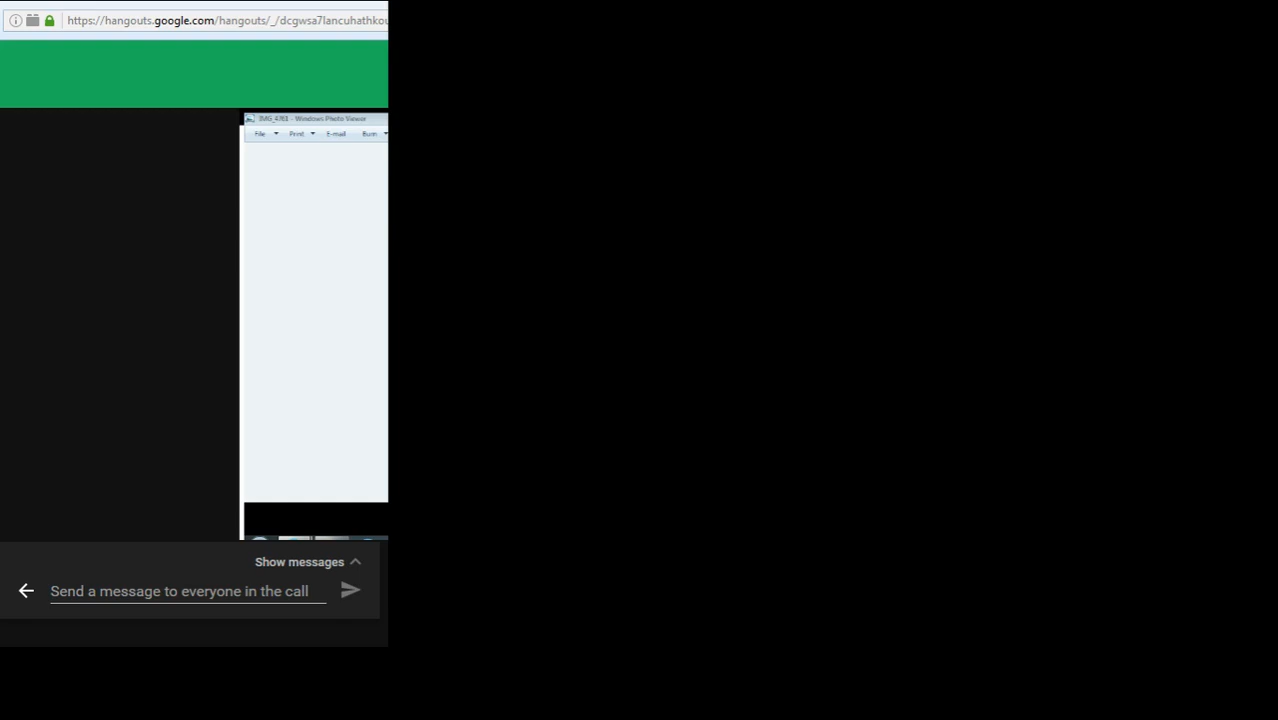 https://hangouts.google.com/hangouts/_/dcgwsa7lancuhathkou
- Windows Photo Viewer
File Print E-mail Burn
Show messages
Send a message to everyone in the call